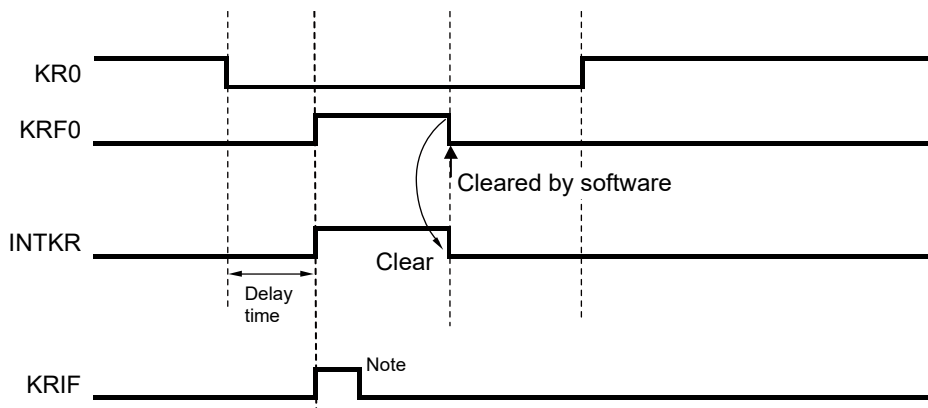 KR0
KRF0
Cleared by software
INTKR
Clear
Delay
time
Note
KRIF